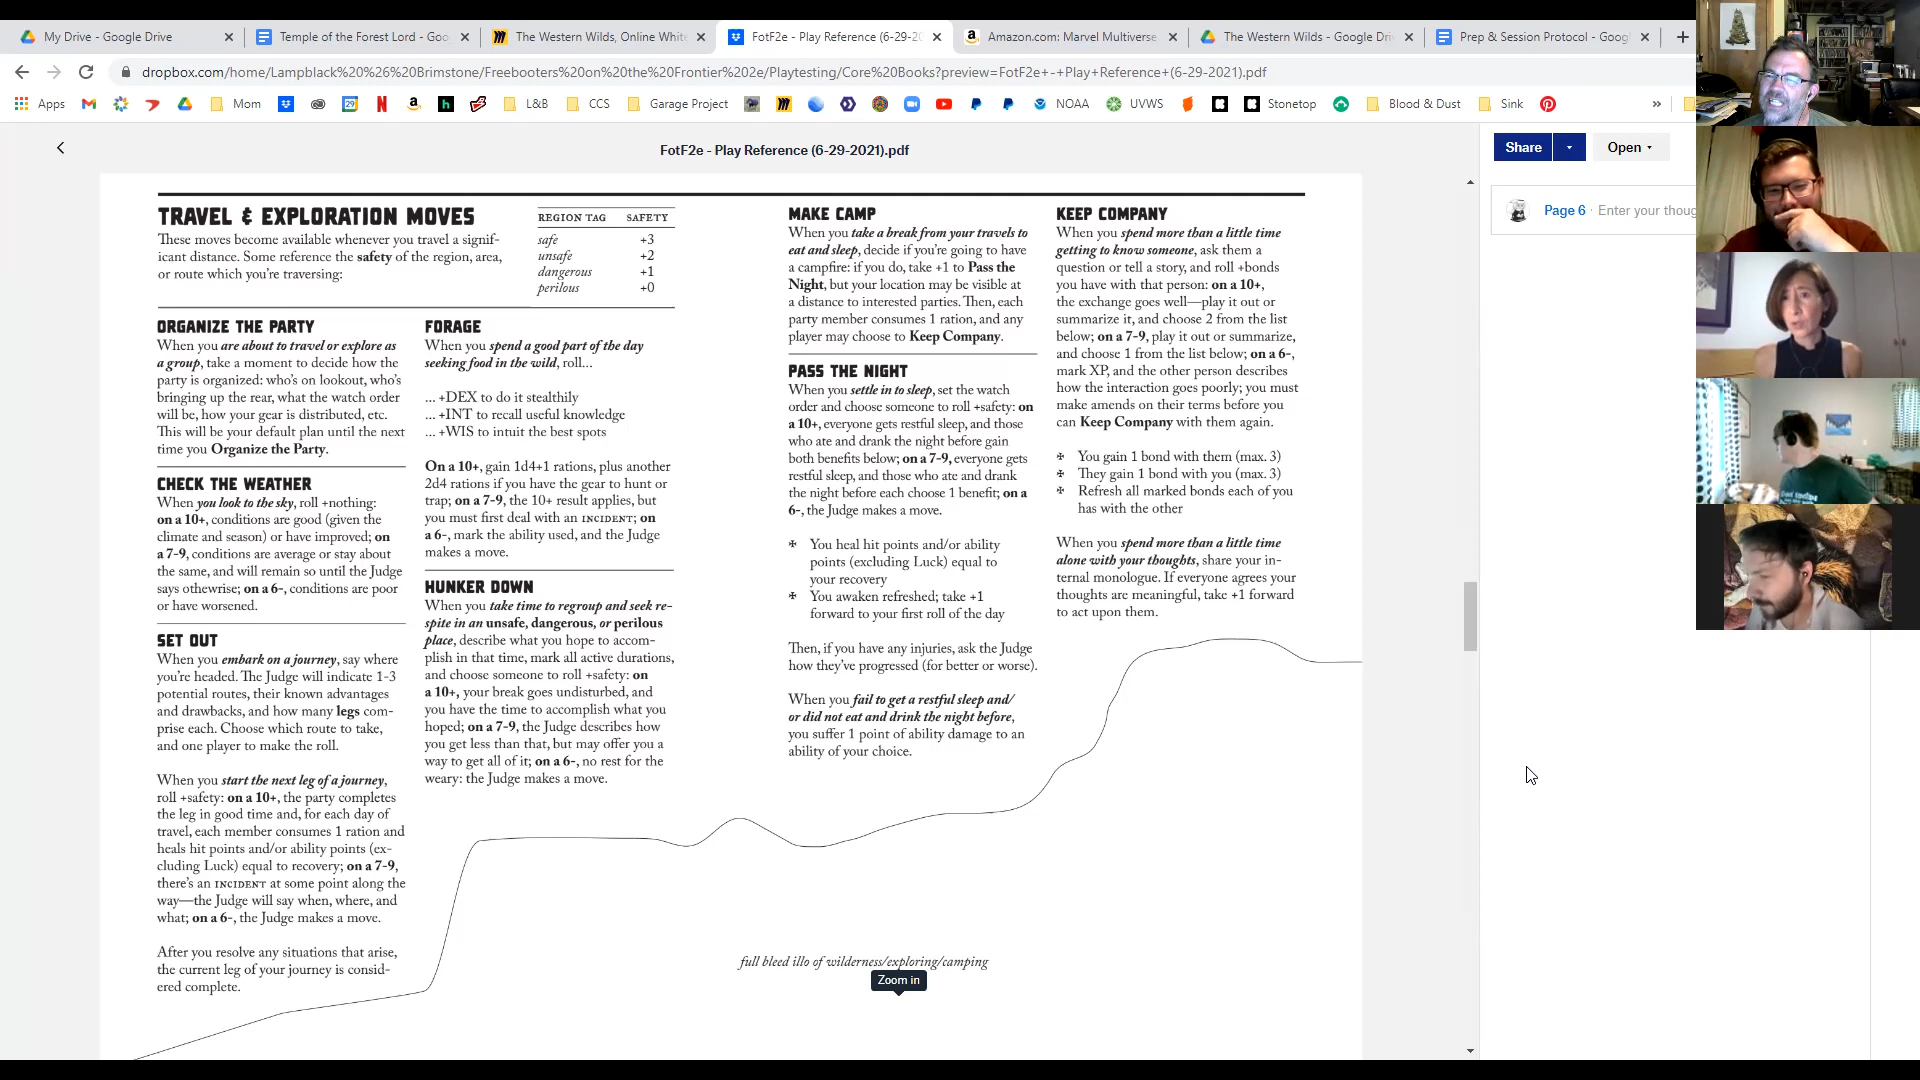 My Drive - Google Drive
Temple of the Forest Lord - Goo
The Western Wilds, Online White
FotF2e - Play Reference (6-29-20
Amazon.com: Marvel Multiverse
The Western Wilds - Google Dri
Prep & Session Protocol - Googl
dropbox.com/home/Lampblack%20%26%20Brimstone/Freebooters%20on%20the%20Frontier%202e/Playtesting/Core%20Books?preview=FotF2e+-+Play+Reference+(6-29-2021).pdf
Apps
Mom
L&B
CCS
Garage Project
NOAA
UVWS
Stonetop
Blood & Dust
Sink
»
FotF2e - Play Reference (6-29-2021).pdf
Share
Open
Page 6 · Enter your thoug
TRAVEL & EXPLORATION MOVES
These moves become available whenever you travel a signif-
icant distance. Some reference the safety of the region, area,
or route which you're traversing:
REGION TAG SAFETY
safe +3
unsafe +2
dangerous +1
perilous +0
ORGANIZE THE PARTY
When you are about to travel or explore as
a group, take a moment to decide how the
party is organized: who's on lookout, who's
bringing up the rear, what the watch order
will be, how your gear is distributed, etc.
This will be your default plan until the next
time you Organize the Party.
CHECK THE WEATHER
When you look to the sky, roll +nothing:
on a 10+, conditions are good (given the
climate and season) or have improved; on
a 7-9, conditions are average or stay about
the same, and will remain so until the Judge
says othewrise; on a 6-, conditions are poor
or have worsened.
SET OUT
When you embark on a journey, say where
you're headed. The Judge will indicate 1-3
potential routes, their known advantages
and drawbacks, and how many legs com-
prise each. Choose which route to take,
and one player to make the roll.
When you start the next leg of a journey,
roll +safety: on a 10+, the party completes
the leg in good time and, for each day of
travel, each member consumes 1 ration and
heals hit points and/or ability points (ex-
cluding Luck) equal to recovery; on a 7-9,
there's an INCIDENT at some point along the
way—the Judge will say when, where, and
what; on a 6-, the Judge makes a move.
After you resolve any situations that arise,
the current leg of your journey is consid-
ered complete.
FORAGE
When you spend a good part of the day
seeking food in the wild, roll...
... +DEX to do it stealthily
... +INT to recall useful knowledge
... +WIS to intuit the best spots
On a 10+, gain 1d4+1 rations, plus another
2d4 rations if you have the gear to hunt or
trap; on a 7-9, the 10+ result applies, but
you must first deal with an INCIDENT; on
a 6-, mark the ability used, and the Judge
makes a move.
HUNKER DOWN
When you take time to regroup and seek re-
spite in an unsafe, dangerous, or perilous
place, describe what you hope to accom-
plish in that time, mark all active durations,
and choose someone to roll +safety: on
a 10+, your break goes undisturbed, and
you have the time to accomplish what you
hoped; on a 7-9, the Judge describes how
you get less than that, but may offer you a
way to get all of it; on a 6-, no rest for the
weary: the Judge makes a move.
MAKE CAMP
When you take a break from your travels to
eat and sleep, decide if you're going to have
a campfire: if you do, take +1 to Pass the
Night, but your location may be visible at
a distance to interested parties. Then, each
party member consumes 1 ration, and any
player may choose to Keep Company.
PASS THE NIGHT
When you settle in to sleep, set the watch
order and choose someone to roll +safety: on
a 10+, everyone gets restful sleep, and those
who ate and drank the night before gain
both benefits below; on a 7-9, everyone gets
restful sleep, and those who ate and drank
the night before each choose 1 benefit; on a
6-, the Judge makes a move.
✠ You heal hit points and/or ability
points (excluding Luck) equal to
your recovery
✠ You awaken refreshed; take +1
forward to your first roll of the day
Then, if you have any injuries, ask the Judge
how they've progressed (for better or worse).
When you fail to get a restful sleep and/
or did not eat and drink the night before,
you suffer 1 point of ability damage to an
ability of your choice.
KEEP COMPANY
When you spend more than a little time
getting to know someone, ask them a
question or tell a story, and roll +bonds
you have with that person: on a 10+,
the exchange goes well—play it out or
summarize it, and choose 2 from the list
below; on a 7-9, play it out or summarize,
and choose 1 from the list below; on a 6-,
mark XP, and the other person describes
how the interaction goes poorly; you must
make amends on their terms before you
can Keep Company with them again.
✠ You gain 1 bond with them (max. 3)
✠ They gain 1 bond with you (max. 3)
✠ Refresh all marked bonds each of you
has with the other
When you spend more than a little time
alone with your thoughts, share your in-
ternal monologue. If everyone agrees your
thoughts are meaningful, take +1 forward
to act upon them.
full bleed illo of wilderness/exploring/camping
Zoom in